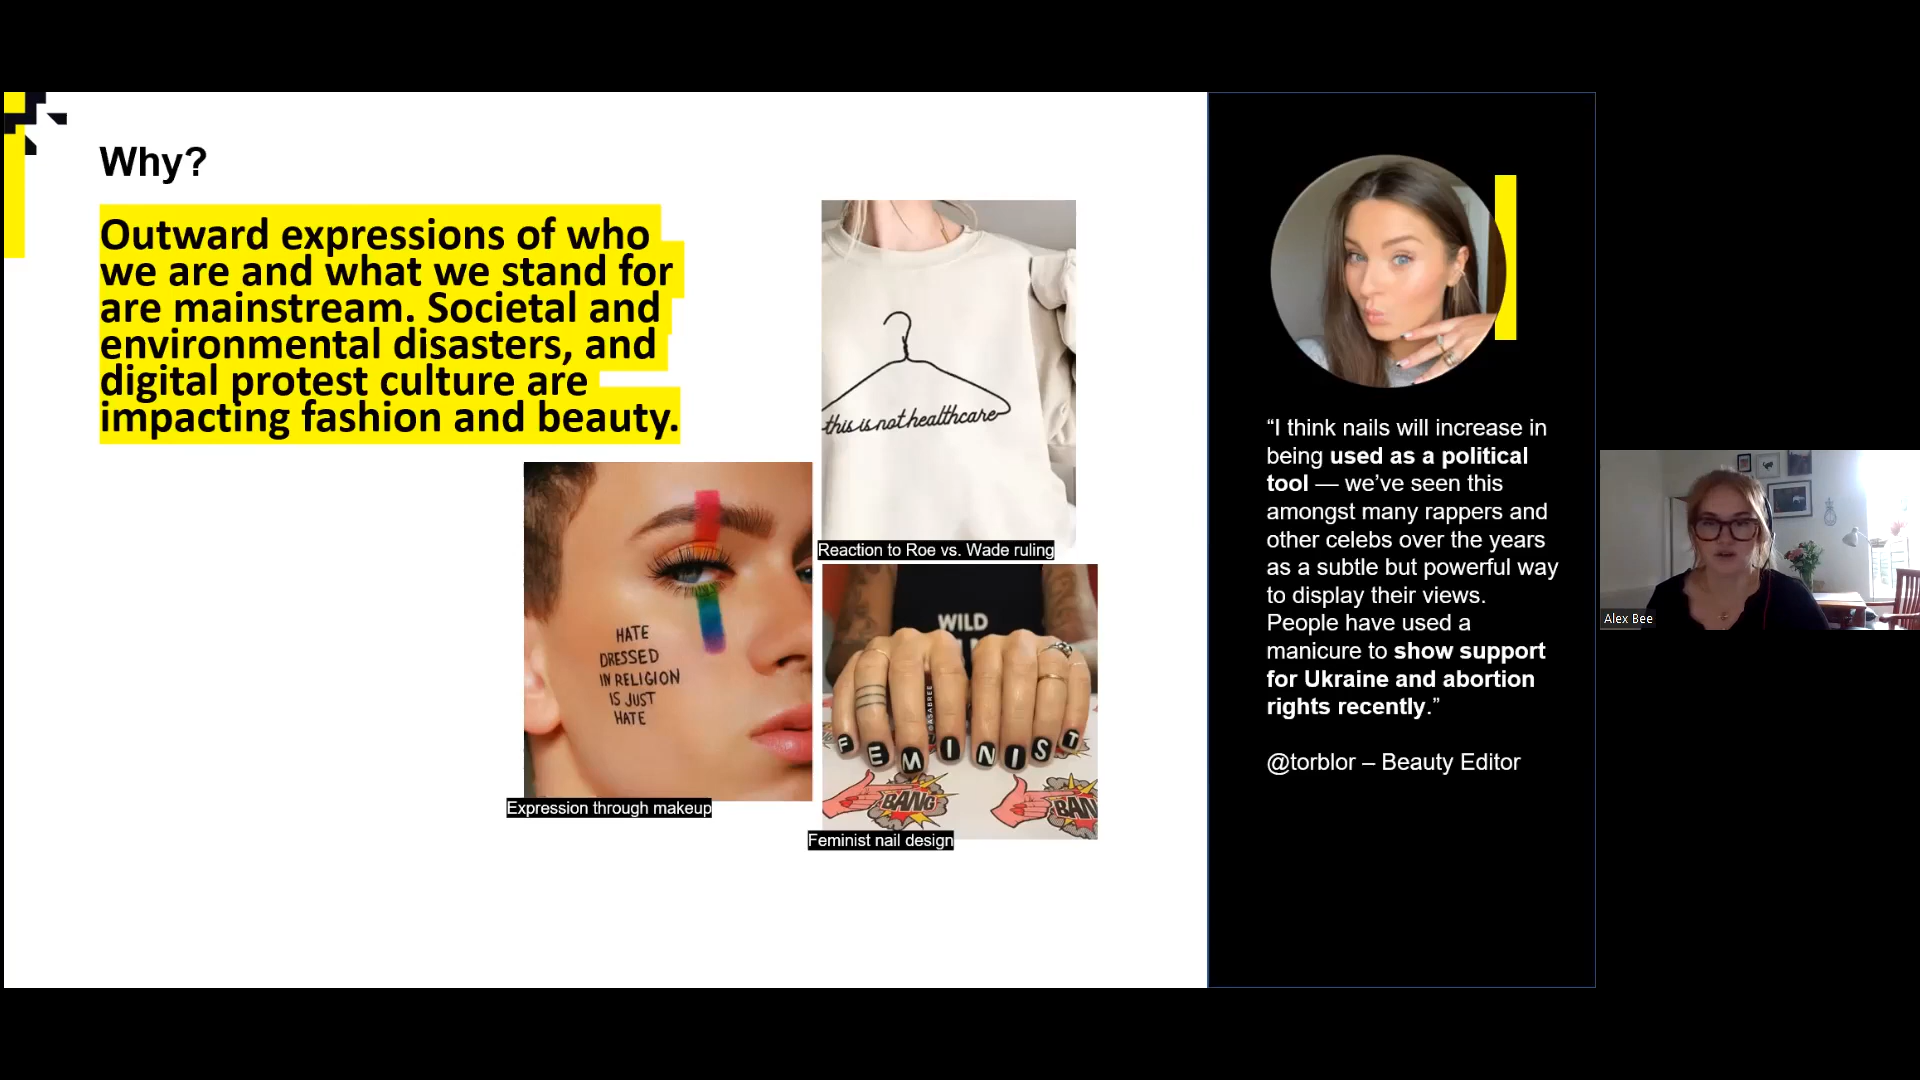 Why?
Outward expressions of who
we are and what we stand for
are mainstream. Societal and
environmental disasters, and
digital protest culture are
impacting fashion and beauty.
this is not healthcare
Reaction to Roe vs. Wade ruling
HATE
DRESSED
IN RELIGION
IS JUST
HATE
Expression through makeup
WILD
FEMINIST
BANG
BAN
Feminist nail design
“I think nails will increase in
being used as a political
tool — we’ve seen this
amongst many rappers and
other celebs over the years
as a subtle but powerful way
to display their views.
People have used a
manicure to show support
for Ukraine and abortion
rights recently.”
@torblor – Beauty Editor
Alex Bee